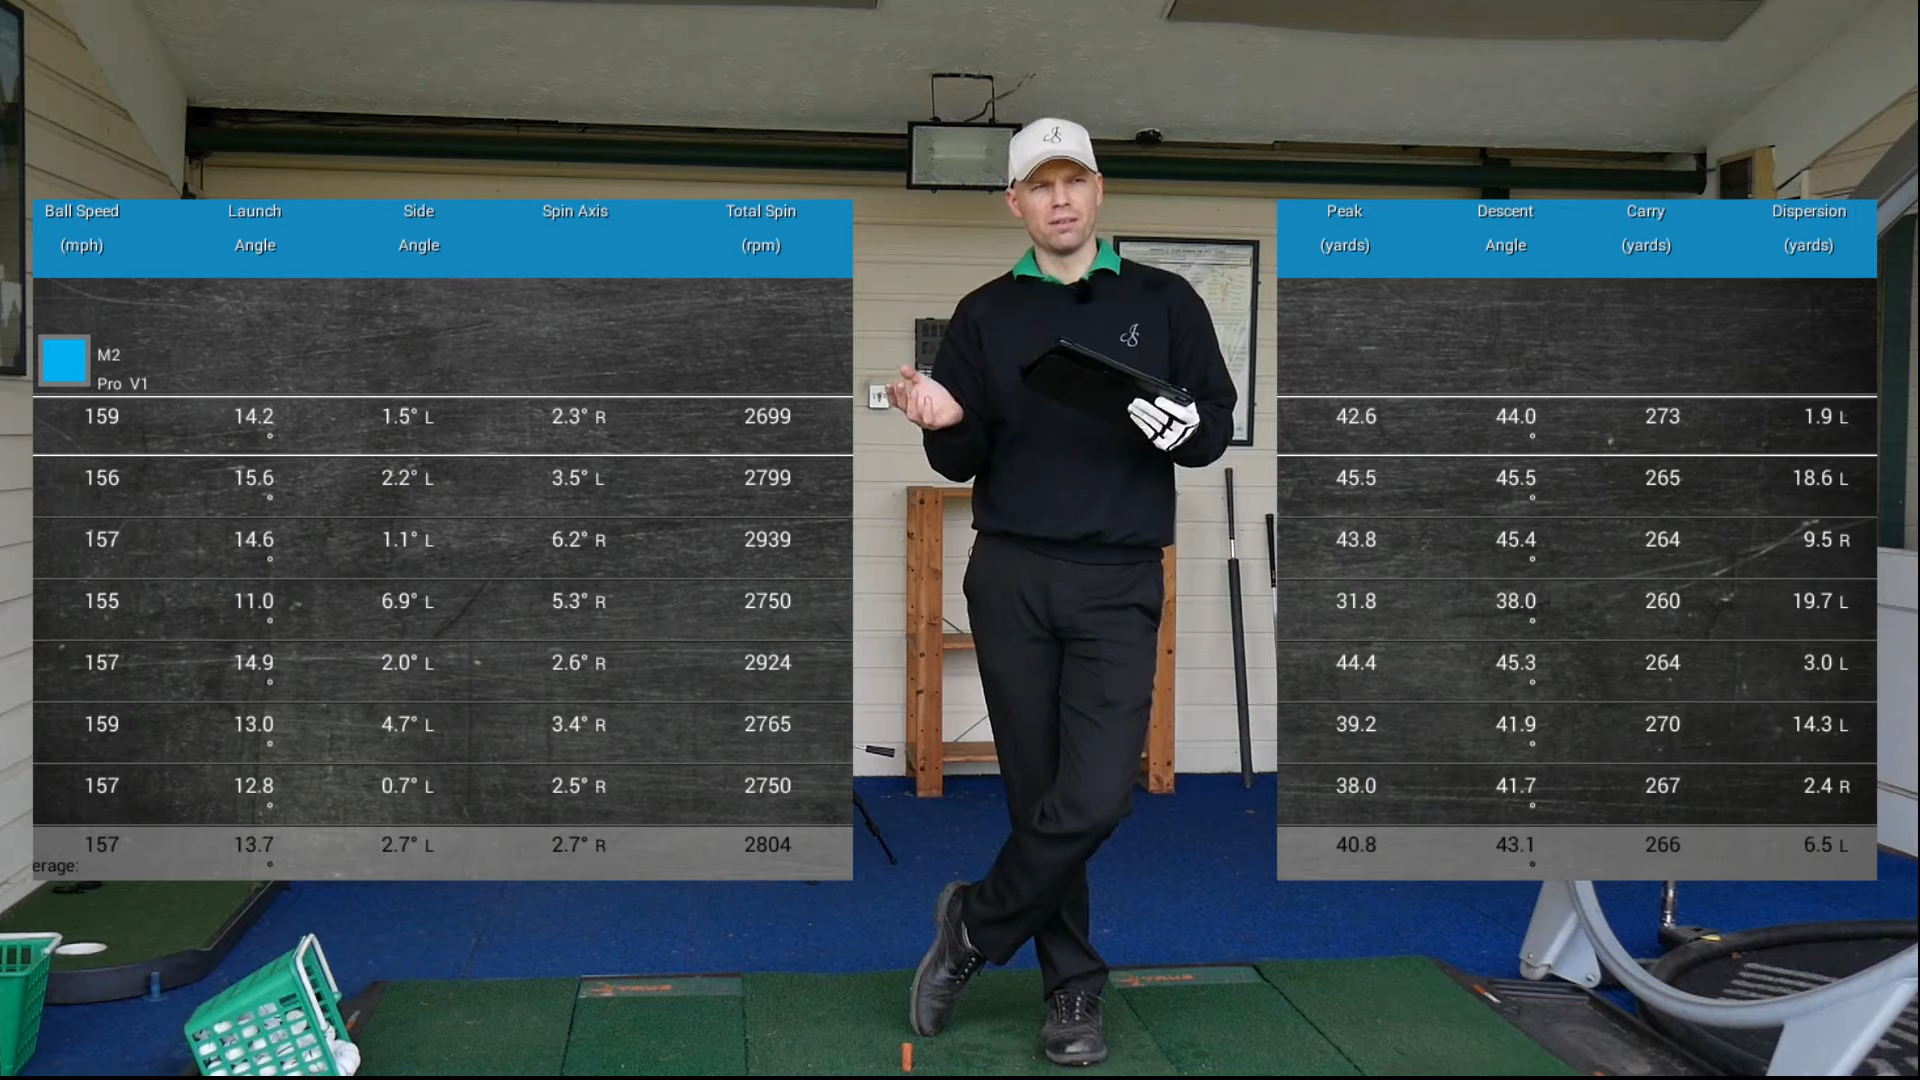 Ball Speed Launch Side Spin Axis Total Spin
(mph) Angle Angle (rpm)
M2
Pro V1
159 14.2 ° 1.5° L 2.3° R 2699
156 15.6 ° 2.2° L 3.5° L 2799
157 14.6 ° 1.1° L 6.2° R 2939
155 11.0 ° 6.9° L 5.3° R 2750
157 14.9 ° 2.0° L 2.6° R 2924
159 13.0 ° 4.7° L 3.4° R 2765
157 12.8 ° 0.7° L 2.5° R 2750
157 13.7 ° 2.7° L 2.7° R 2804
erage:
Peak Descent Carry Dispersion
(yards) Angle (yards) (yards)
42.6 44.0 ° 273 1.9 L
45.5 45.5 ° 265 18.6 L
43.8 45.4 ° 264 9.5 R
31.8 38.0 ° 260 19.7 L
44.4 45.3 ° 264 3.0 L
39.2 41.9 ° 270 14.3 L
38.0 41.7 ° 267 2.4 R
40.8 43.1 ° 266 6.5 L
JS
JS